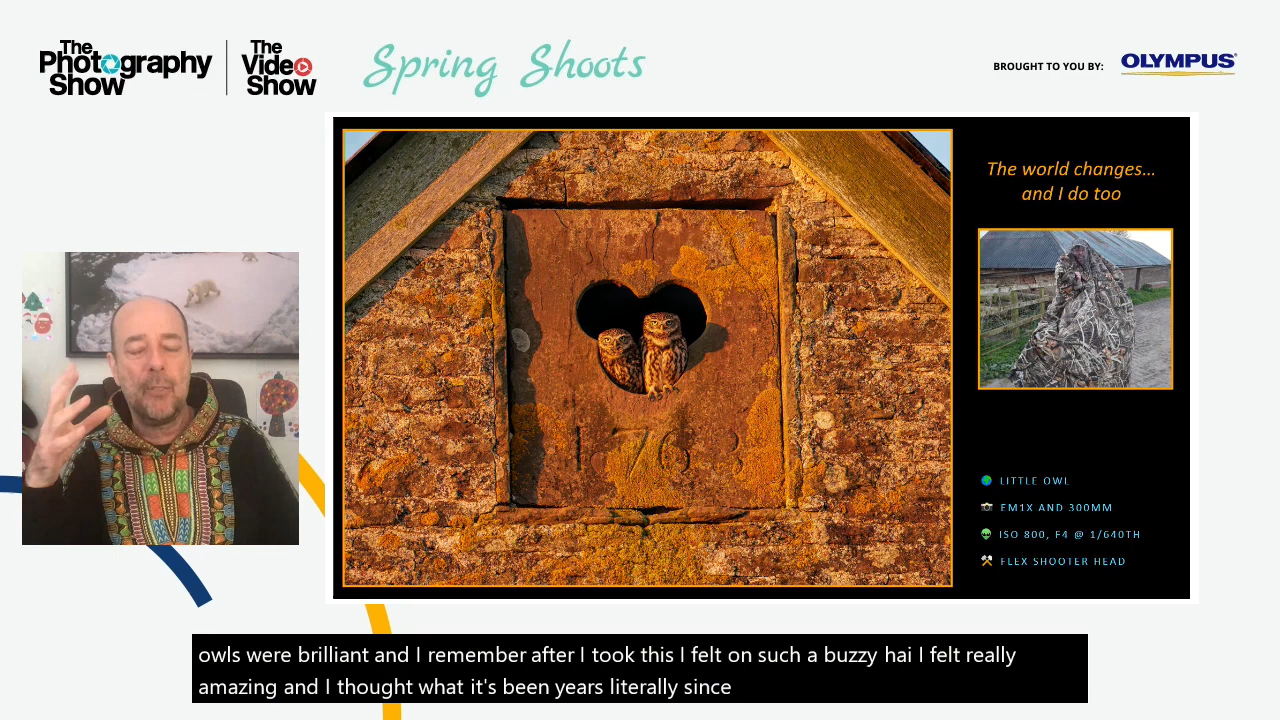 The Photography Show
The Video Show
Spring Shoots
BROUGHT TO YOU BY:
OLYMPUS
The world changes...
and I do too
176
LITTLE OWL
EM1X AND 300MM
ISO 800, F4 @ 1/640TH
FLEX SHOOTER HEAD
owls were brilliant and I remember after I took this I felt on such a buzzy hai I felt really
amazing and I thought what it's been years literally since